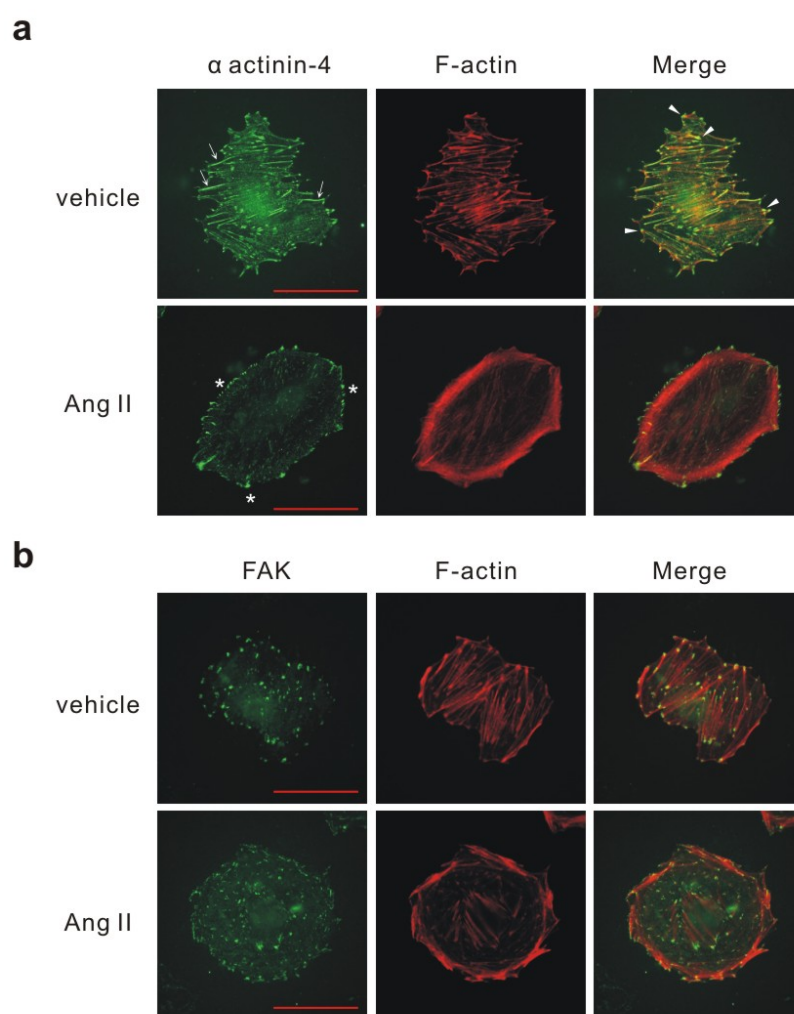 a
α actinin-4 F-actin Merge
vehicle
* *
Ang II
*
b
FAK F-actin Merge
vehicle
Ang II